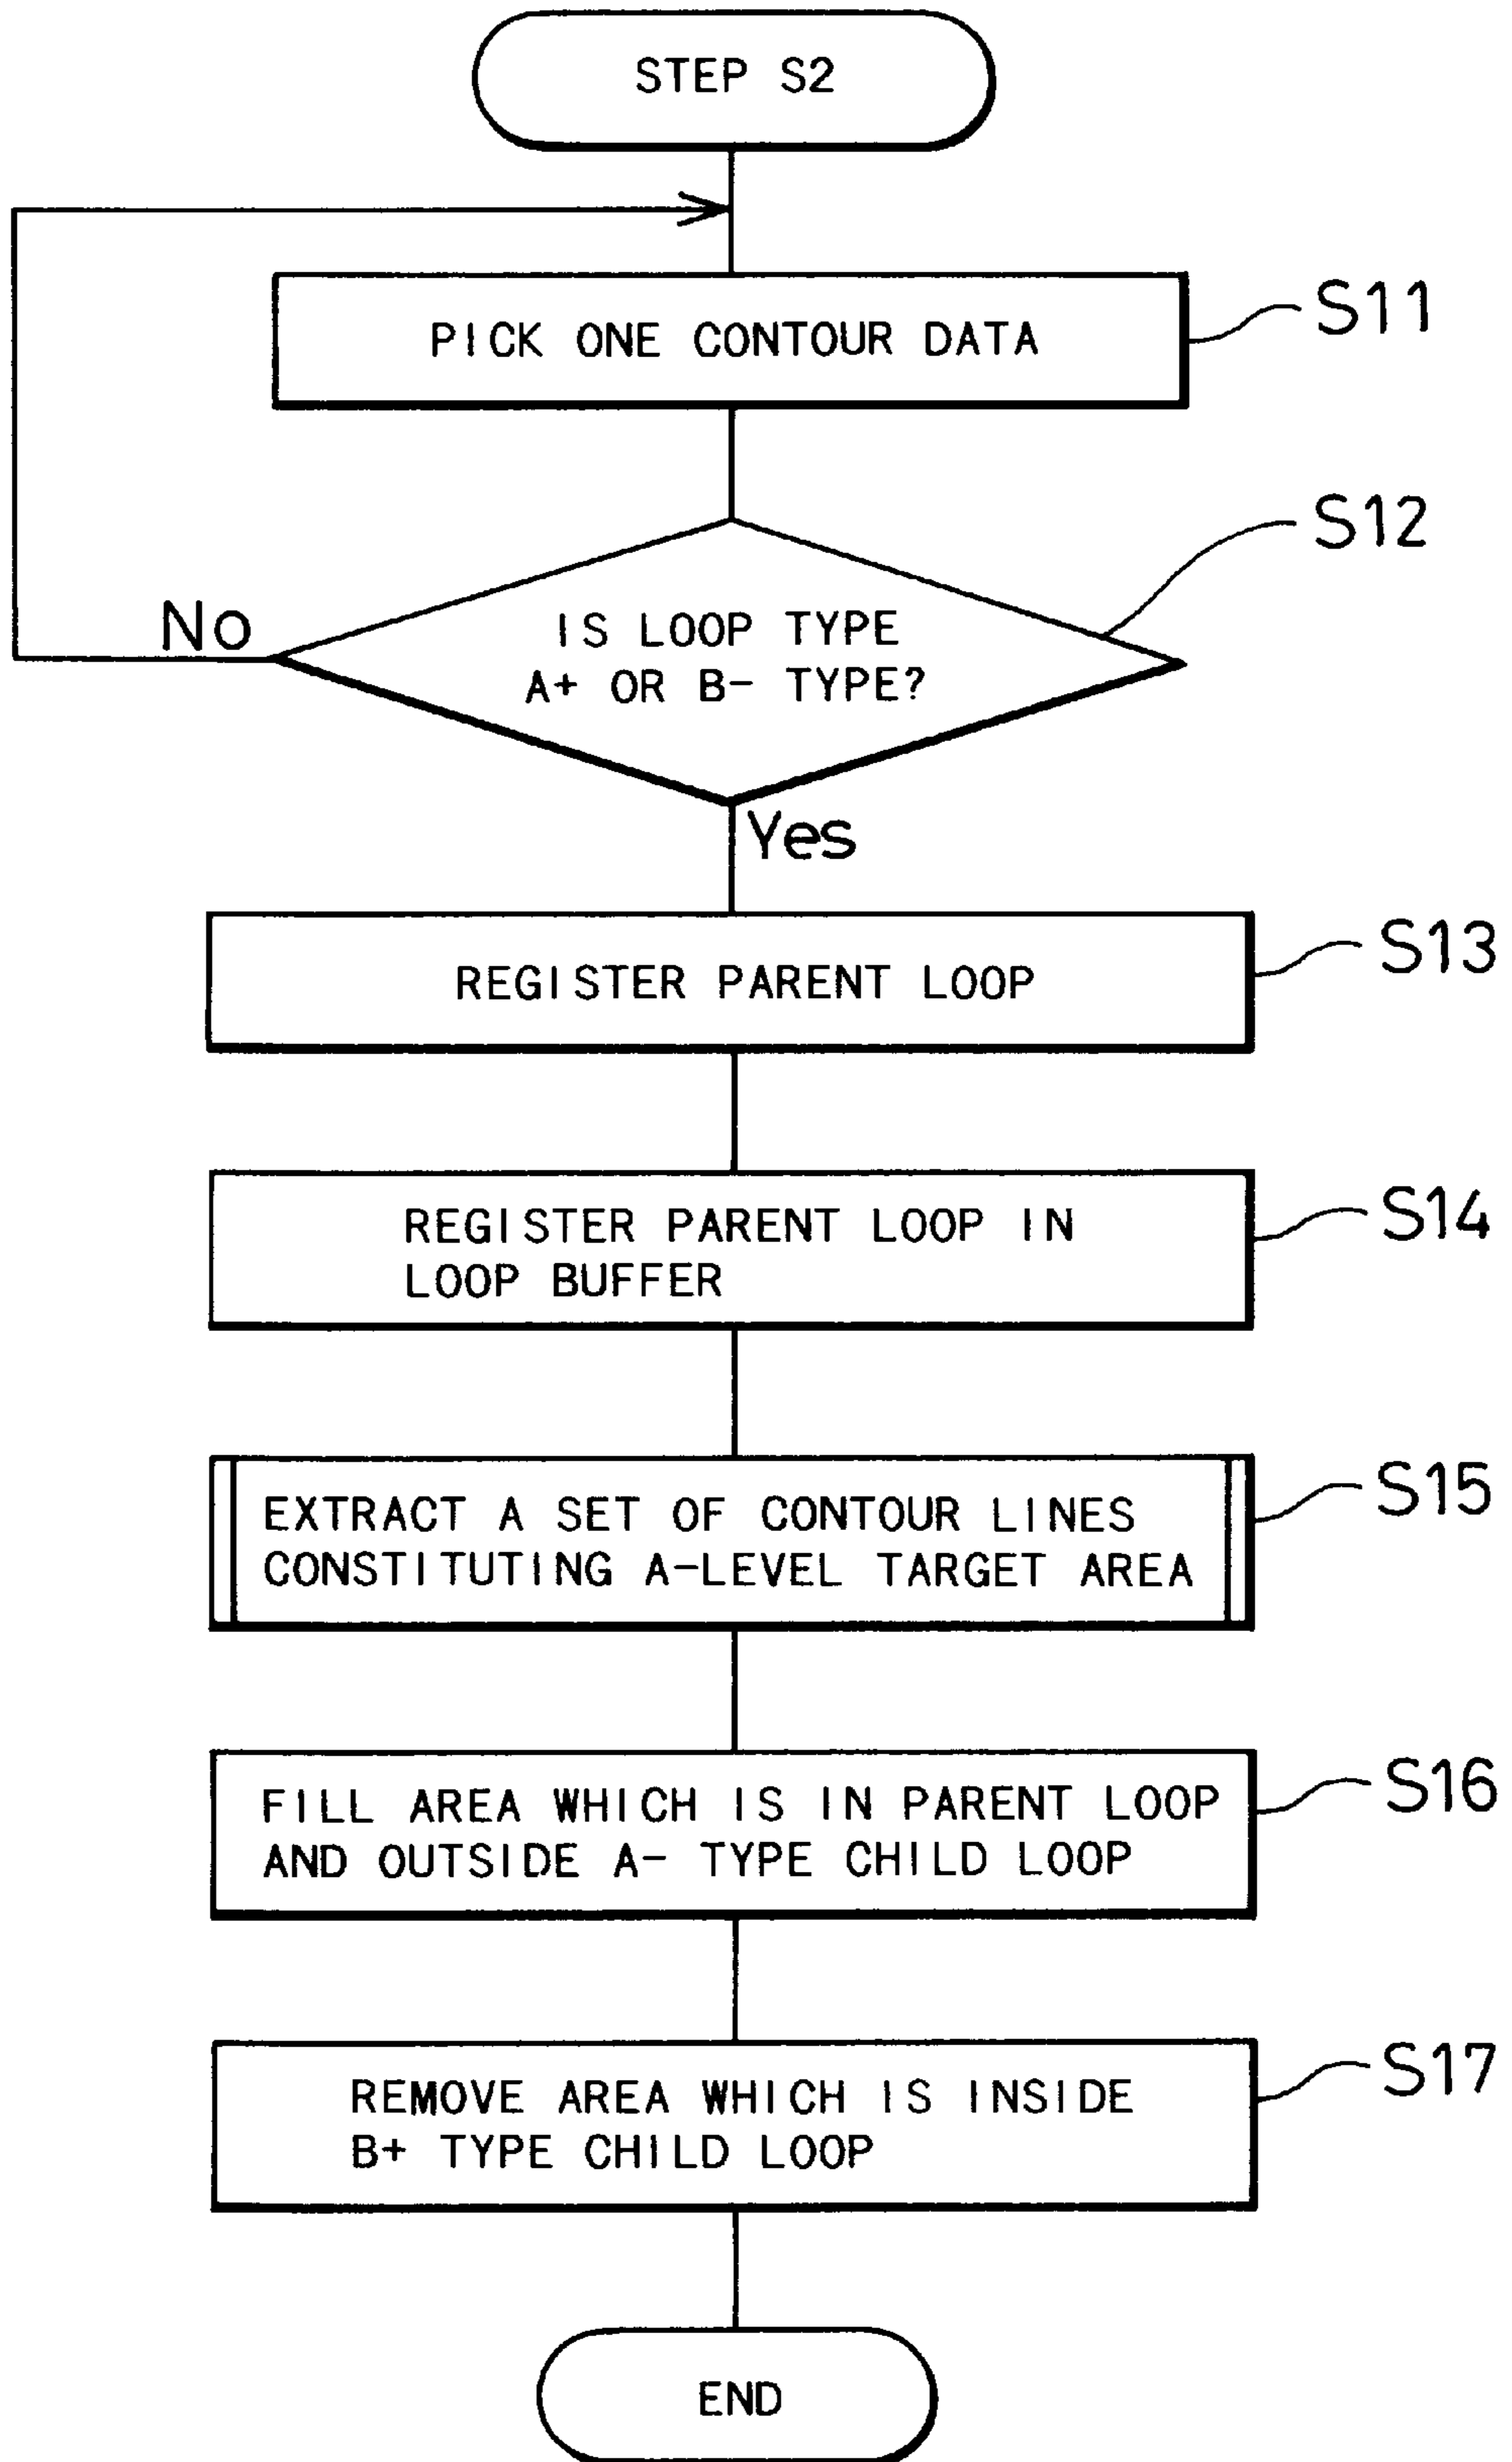 STEP S2
PICK ONE CONTOUR DATA
S11
S12
No
IS LOOP TYPE
A+ OR B- TYPE?
Yes
REGISTER PARENT LOOP
S13
REGISTER PARENT LOOP IN
LOOP BUFFER
S14
EXTRACT A SET OF CONTOUR LINES
CONSTITUTING A-LEVEL TARGET AREA
S15
FILL AREA WHICH IS IN PARENT LOOP
AND OUTSIDE A- TYPE CHILD LOOP
S16
REMOVE AREA WHICH IS INSIDE
B+ TYPE CHILD LOOP
S17
END